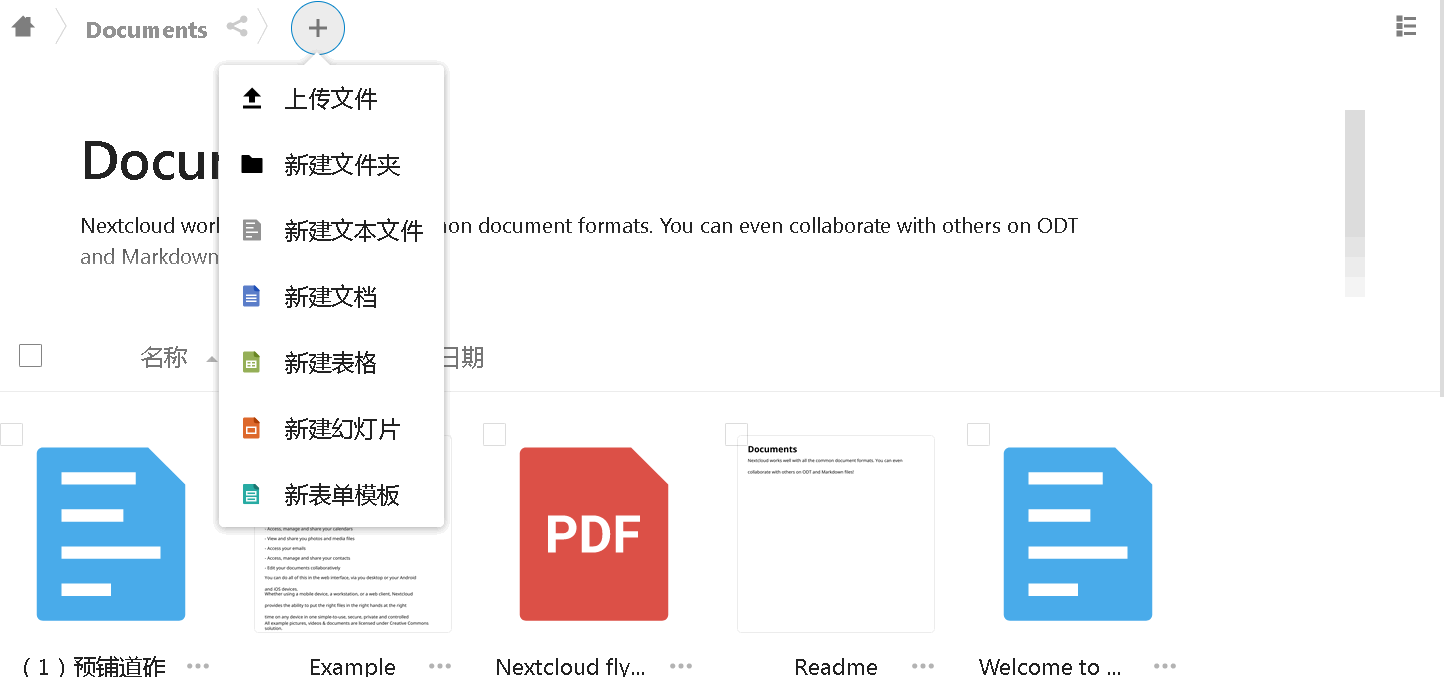 Documents
上传文件
新建文件夹
新建文本文件
新建文档
新建表格
新建幻灯片
新表单模板
Nextcloud document formats. You can even collaborate with others on ODT
and Markdown
名称
日期
- Access, manage and share your calendars
- View and share you photos and media files
- Access your emails
- Access, manage and share your contacts
- Edit your documents collaboratively
You can do all of this in the web interface, via you desktop or your Android
and iOS devices.
Whether using a mobile device, a workstation, or a web client, Nextcloud
provides the ability to put the right files in the right hands at the right
time on any device in one simple-to-use, secure, private and controlled
All example pictures, videos & documents are licensed under Creative Commons
solution.
PDF
Documents
Nextcloud works well with all the common document formats. You can even
collaborate with others on ODT and Markdown files!
（1）预铺道砟
Example
Nextcloud fly...
Readme
Welcome to ...